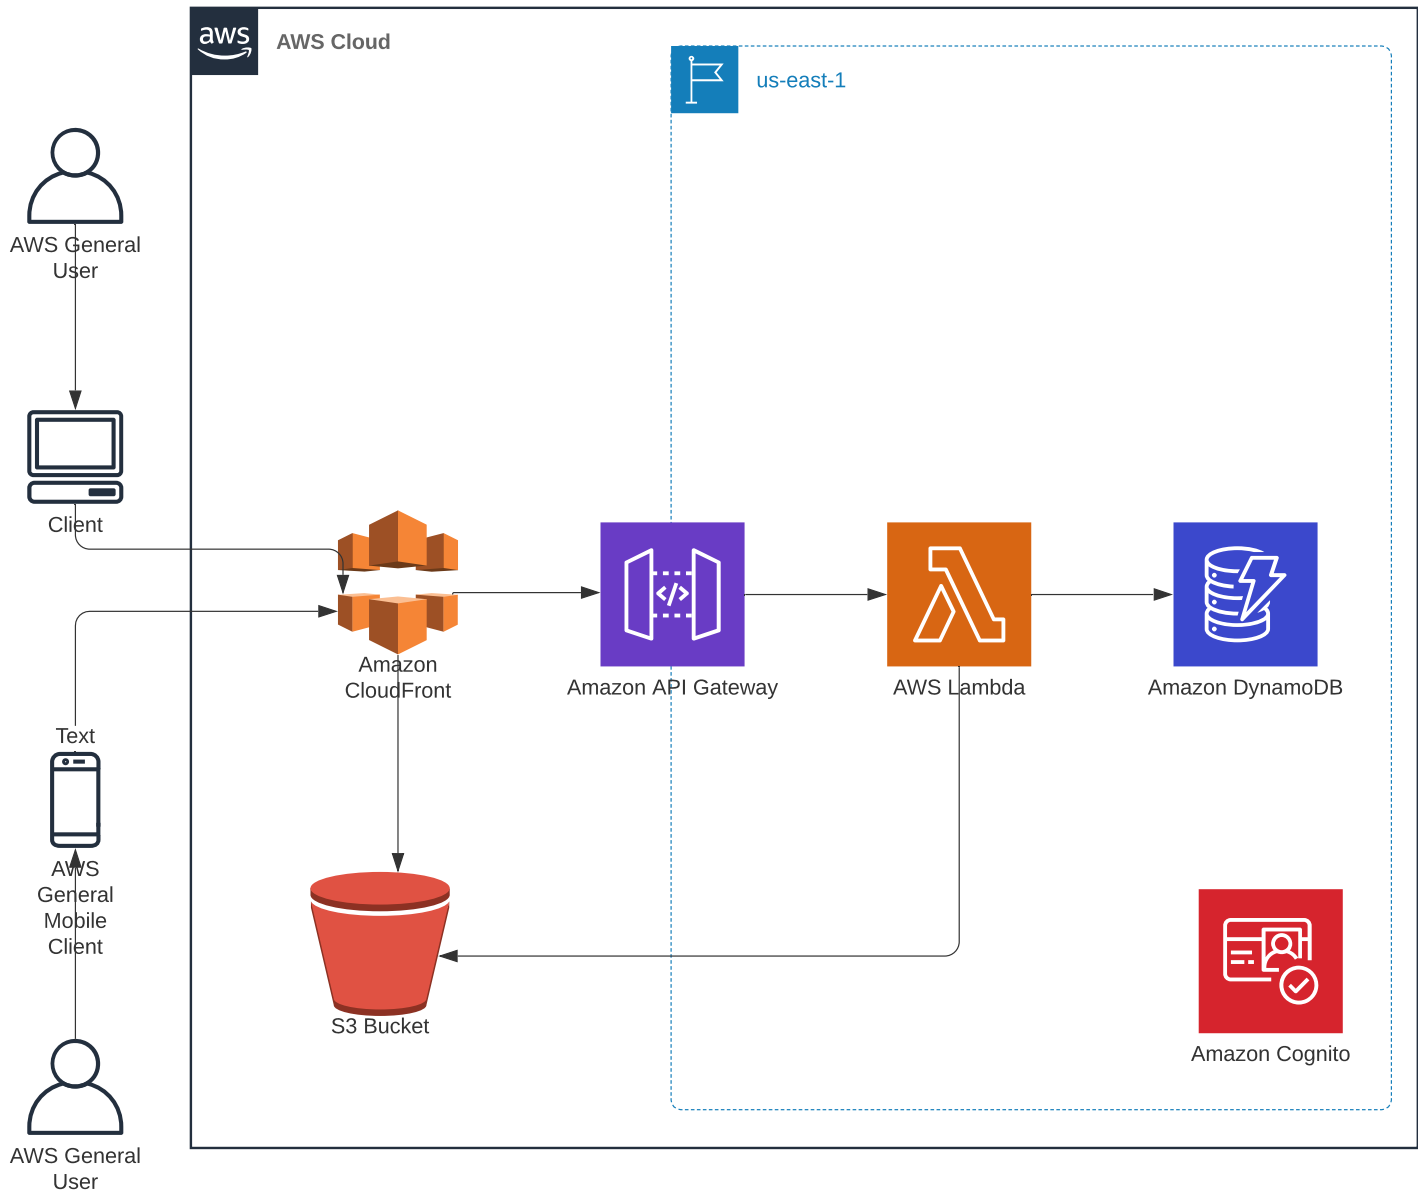 aws
AWS Cloud
us-east-1
AWS General
User
Client
Amazon
CloudFront
Amazon API Gateway
AWS Lambda
Amazon DynamoDB
Text
AWS
General
Mobile
Client
S3 Bucket
Amazon Cognito
AWS General
User